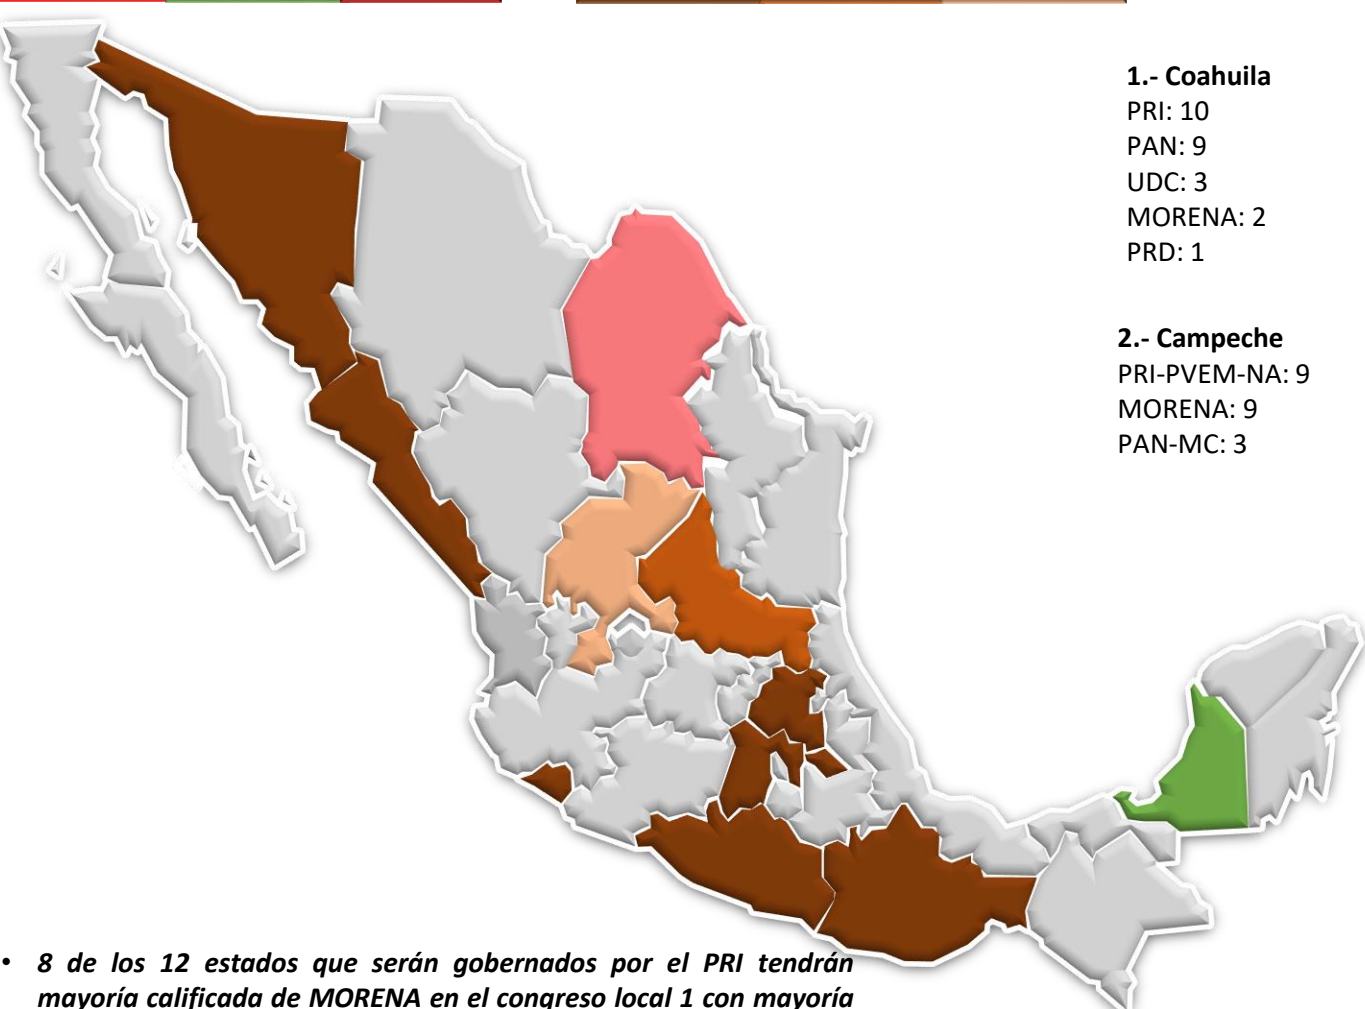 1.- Coahuila
PRI: 10
PAN: 9
UDC: 3
MORENA: 2
PRD: 1
2.- Campeche
PRI-PVEM-NA: 9
MORENA: 9
PAN-MC: 3
• 8 de los 12 estados que serán gobernados por el PRI tendrán
mayoría calificada de MORENA en el congreso local 1 con mayoría